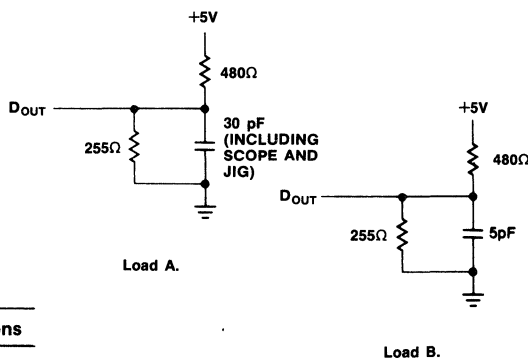 +5V
480Ω
DOUT
255Ω
30 pF
(INCLUDING
SCOPE AND
JIG)
Load A.
+5V
480Ω
DOUT
255Ω
5pF
Load B.
ns